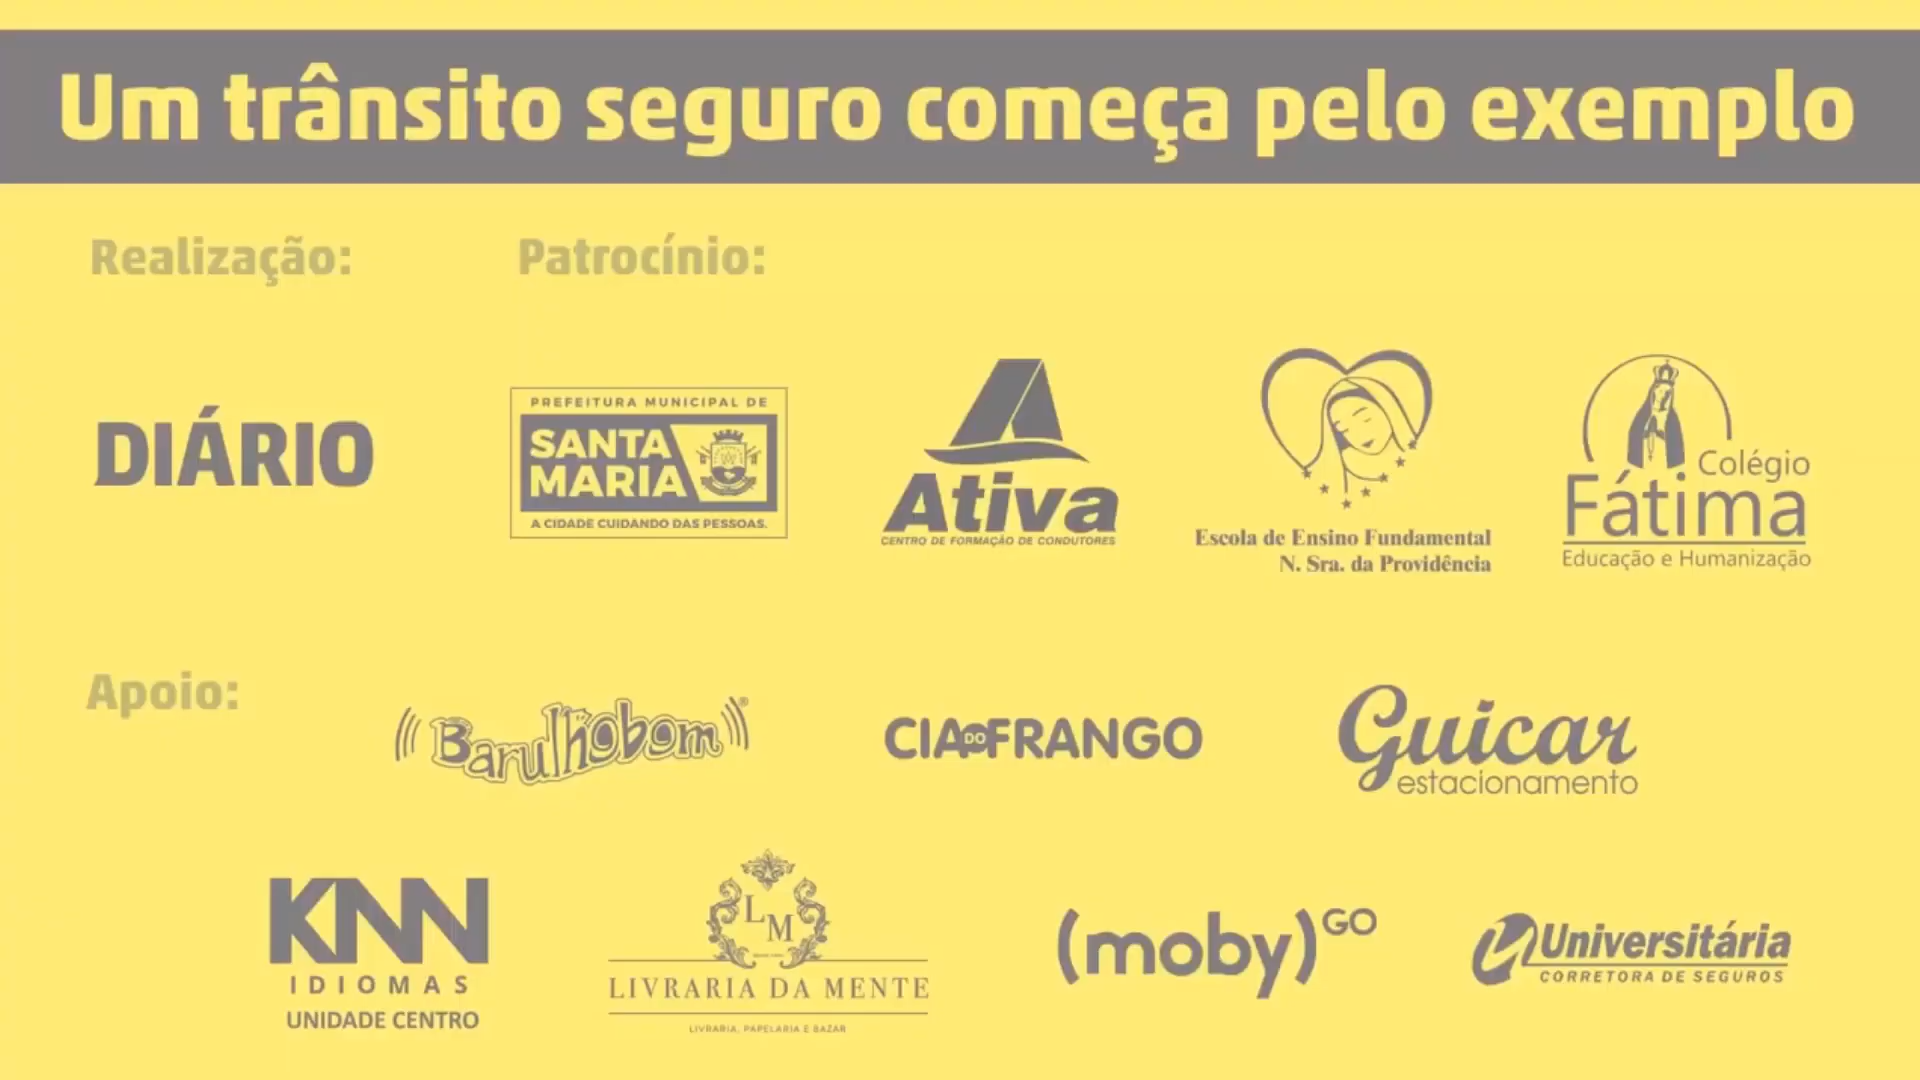 Um trânsito seguro começa pelo exemplo
Realização:
Patrocínio:
DIÁRIO
PREFEITURA MUNICIPAL DE
SANTA
MARIA
A CIDADE CUIDANDO DAS PESSOAS.
Ativa
CENTRO DE FORMAÇÃO DE CONDUTORES
Escola de Ensino Fundamental
N. Sra. da Providência
Colégio
Fátima
Educação e Humanização
Apoio:
Barulhobom®
CIA DO FRANGO
Guicar
estacionamento
KNN
IDIOMAS
UNIDADE CENTRO
LM
LIVRARIA DA MENTE
LIVRARIA, PAPELARIA E BAZAR
(moby)GO
Universitária
CORRETORA DE SEGUROS